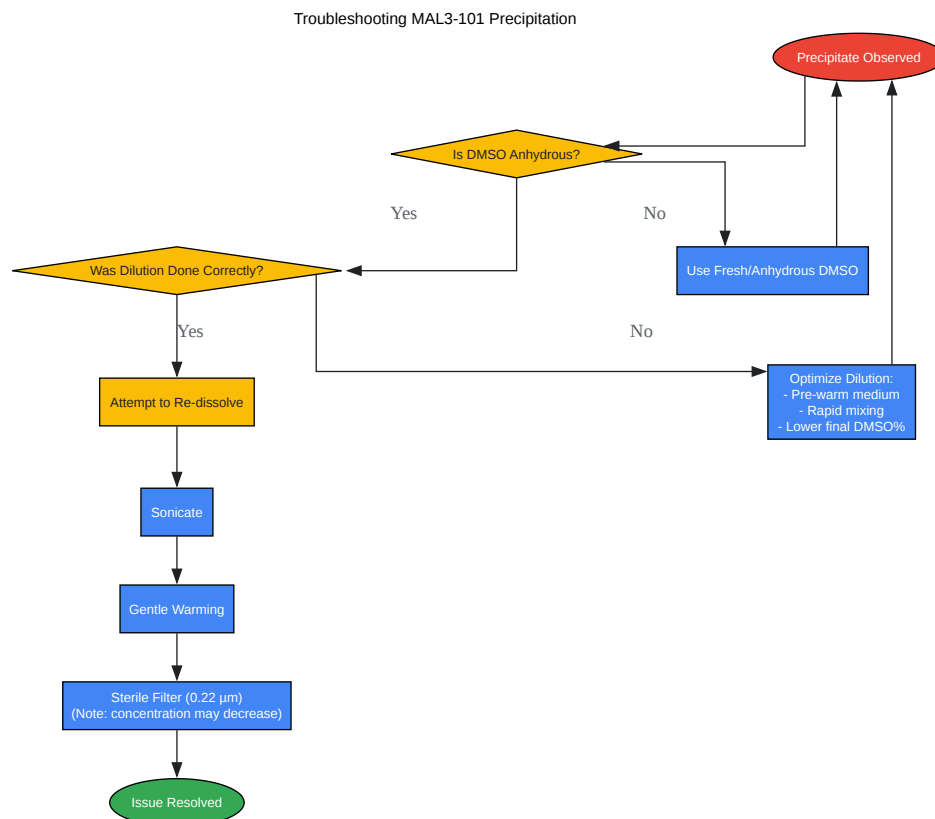 Troubleshooting MAL3-101 Precipitation
Precipitate Observed
Is DMSO Anhydrous?
Yes
No
Was Dilution Done Correctly?
Use Fresh/Anhydrous DMSO
Yes
No
Optimize Dilution:
- Pre-warm medium
- Rapid mixing
- Lower final DMSO%
Attempt to Re-dissolve
Sonicate
Gentle Warming
Sterile Filter (0.22 µm)
(Note: concentration may decrease)
Issue Resolved